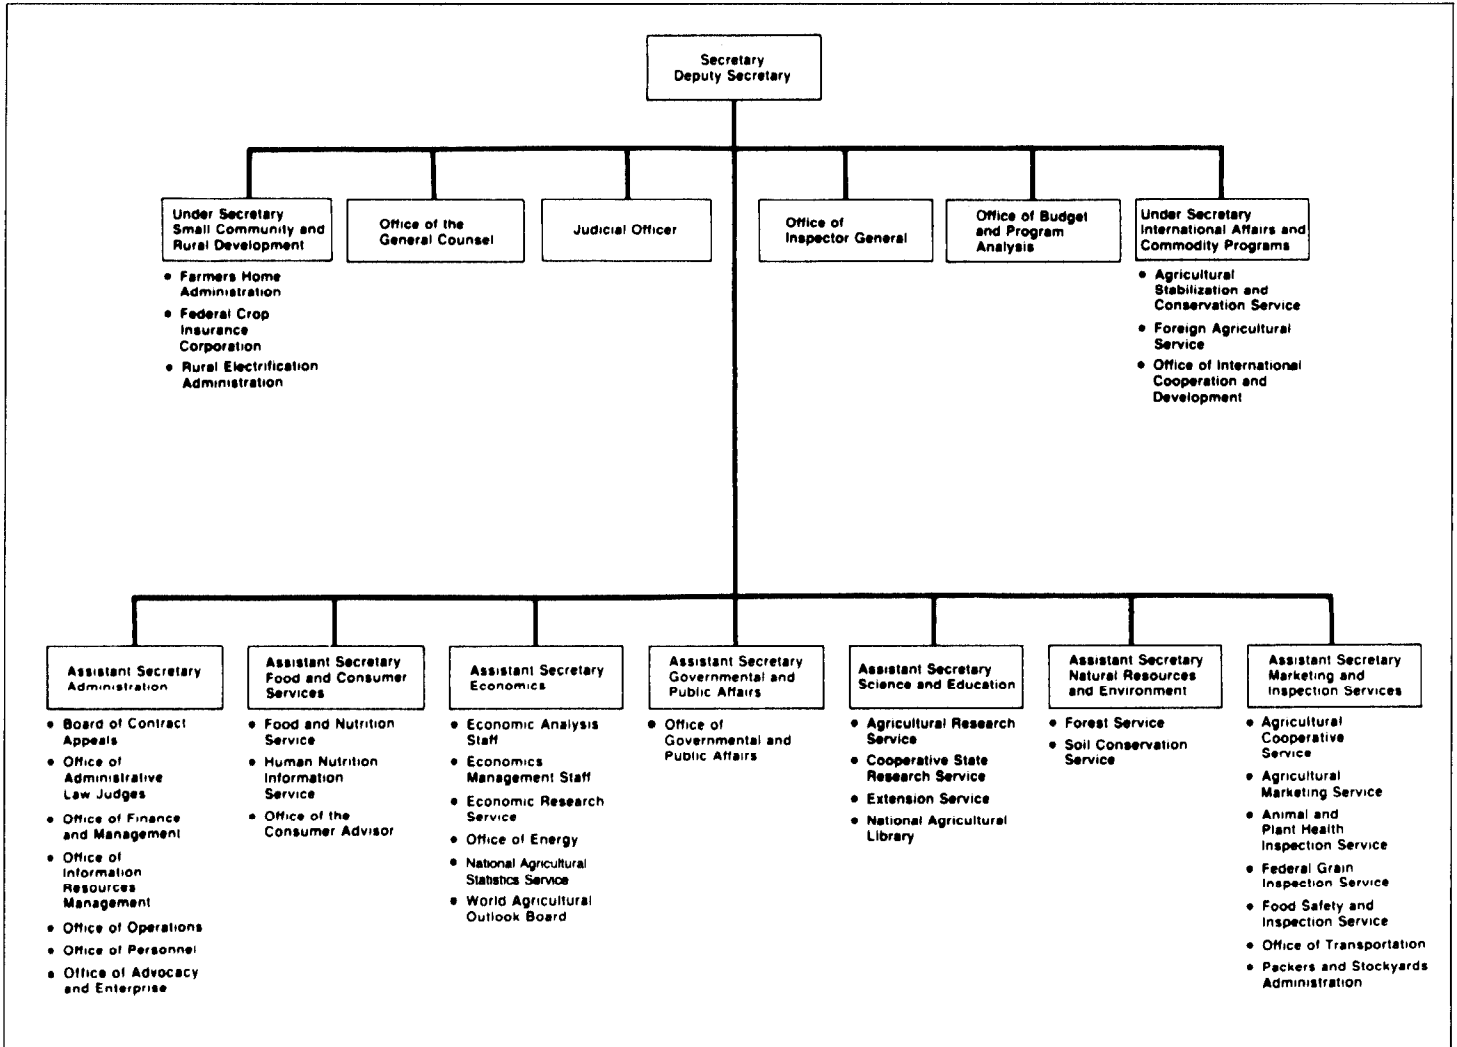 Secretary
Deputy Secretary
Under Secretary
Small Community and
Rural Development
• Farmers Home
Administration
• Federal Crop
Insurance
Corporation
• Rural Electrification
Administration
Office of the
General Counsel
Judicial Officer
Office of
Inspector General
Office of Budget
and Program
Analysis
Under Secretary
International Affairs and
Commodity Programs
• Agricultural
Stabilization and
Conservation Service
• Foreign Agricultural
Service
• Office of International
Cooperation and
Development
Assistant Secretary
Administration
• Board of Contract
Appeals
• Office of
Administrative
Law Judges
• Office of Finance
and Management
• Office of
Information
Resources
Management
• Office of Operations
• Office of Personnel
• Office of Advocacy
and Enterprise
Assistant Secretary
Food and Consumer
Services
• Food and Nutrition
Service
• Human Nutrition
Information
Service
• Office of the
Consumer Advisor
Assistant Secretary
Economics
• Economic Analysis
Staff
• Economics
Management Staff
• Economic Research
Service
• Office of Energy
• National Agricultural
Statistics Service
• World Agricultural
Outlook Board
Assistant Secretary
Governmental and
Public Affairs
• Office of
Governmental and
Public Affairs
Assistant Secretary
Science and Education
• Agricultural Research
Service
• Cooperative State
Research Service
• Extension Service
• National Agricultural
Library
Assistant Secretary
Natural Resources
and Environment
• Forest Service
• Soil Conservation
Service
Assistant Secretary
Marketing and
Inspection Services
• Agricultural
Cooperative
Service
• Agricultural
Marketing Service
• Animal and
Plant Health
Inspection Service
• Federal Grain
Inspection Service
• Food Safety and
Inspection Service
• Office of Transportation
• Packers and Stockyards
Administration